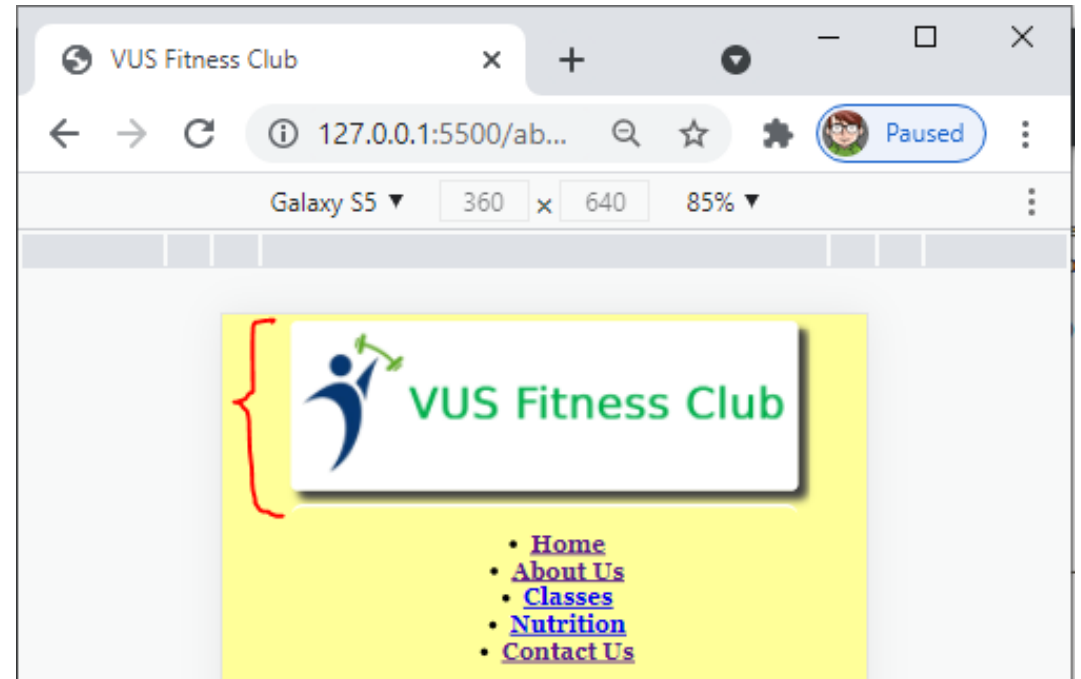 VUS Fitness Club
127.0.0.1:5500/ab... Paused
Galaxy S5 ▼ 360 × 640 85% ▼
VUS Fitness Club
• Home
• About Us
• Classes
• Nutrition
• Contact Us